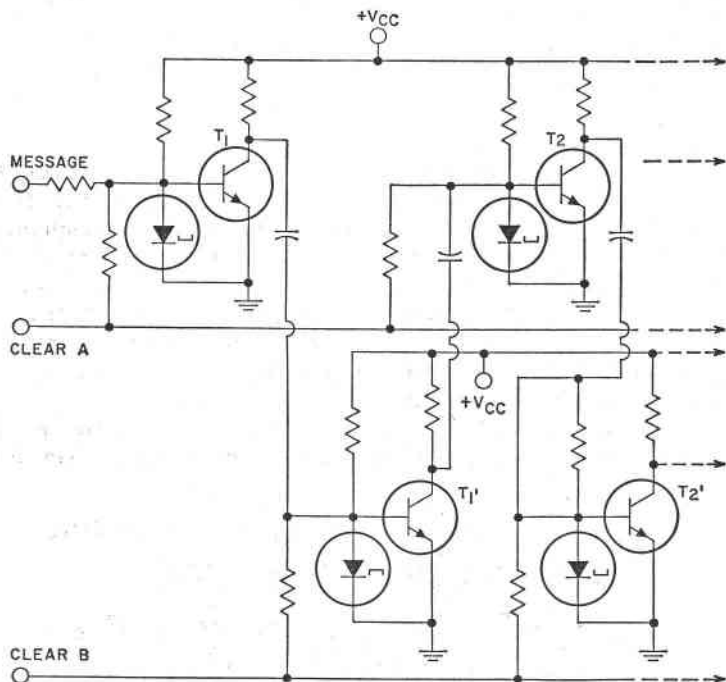 +VCC
T1
T2
MESSAGE
CLEAR A
+VCC
T1'
T2'
CLEAR B